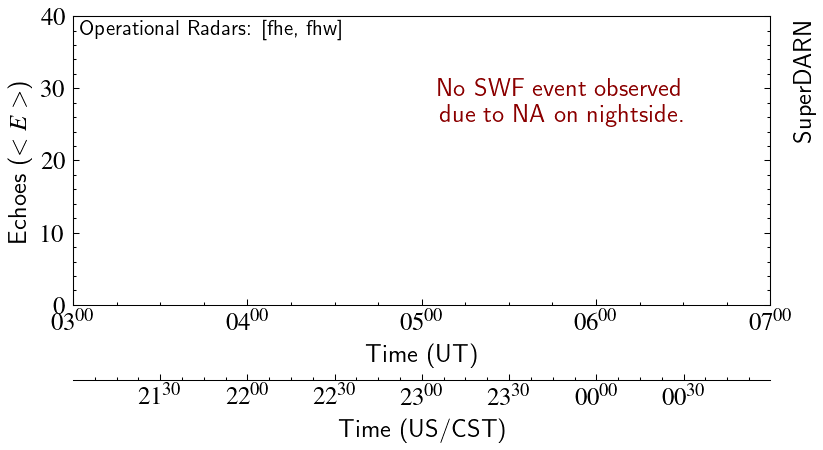 40
Operational Radars: [fhe, fhw]
No SWF event observed
due to NA on nightside.
SuperDARN
Echoes (< E >)
30
20
10
0
03⁰⁰ 04⁰⁰ 05⁰⁰ 06⁰⁰ 07⁰⁰
Time (UT)
21³⁰ 22⁰⁰ 22³⁰ 23⁰⁰ 23³⁰ 00⁰⁰ 00³⁰
Time (US/CST)